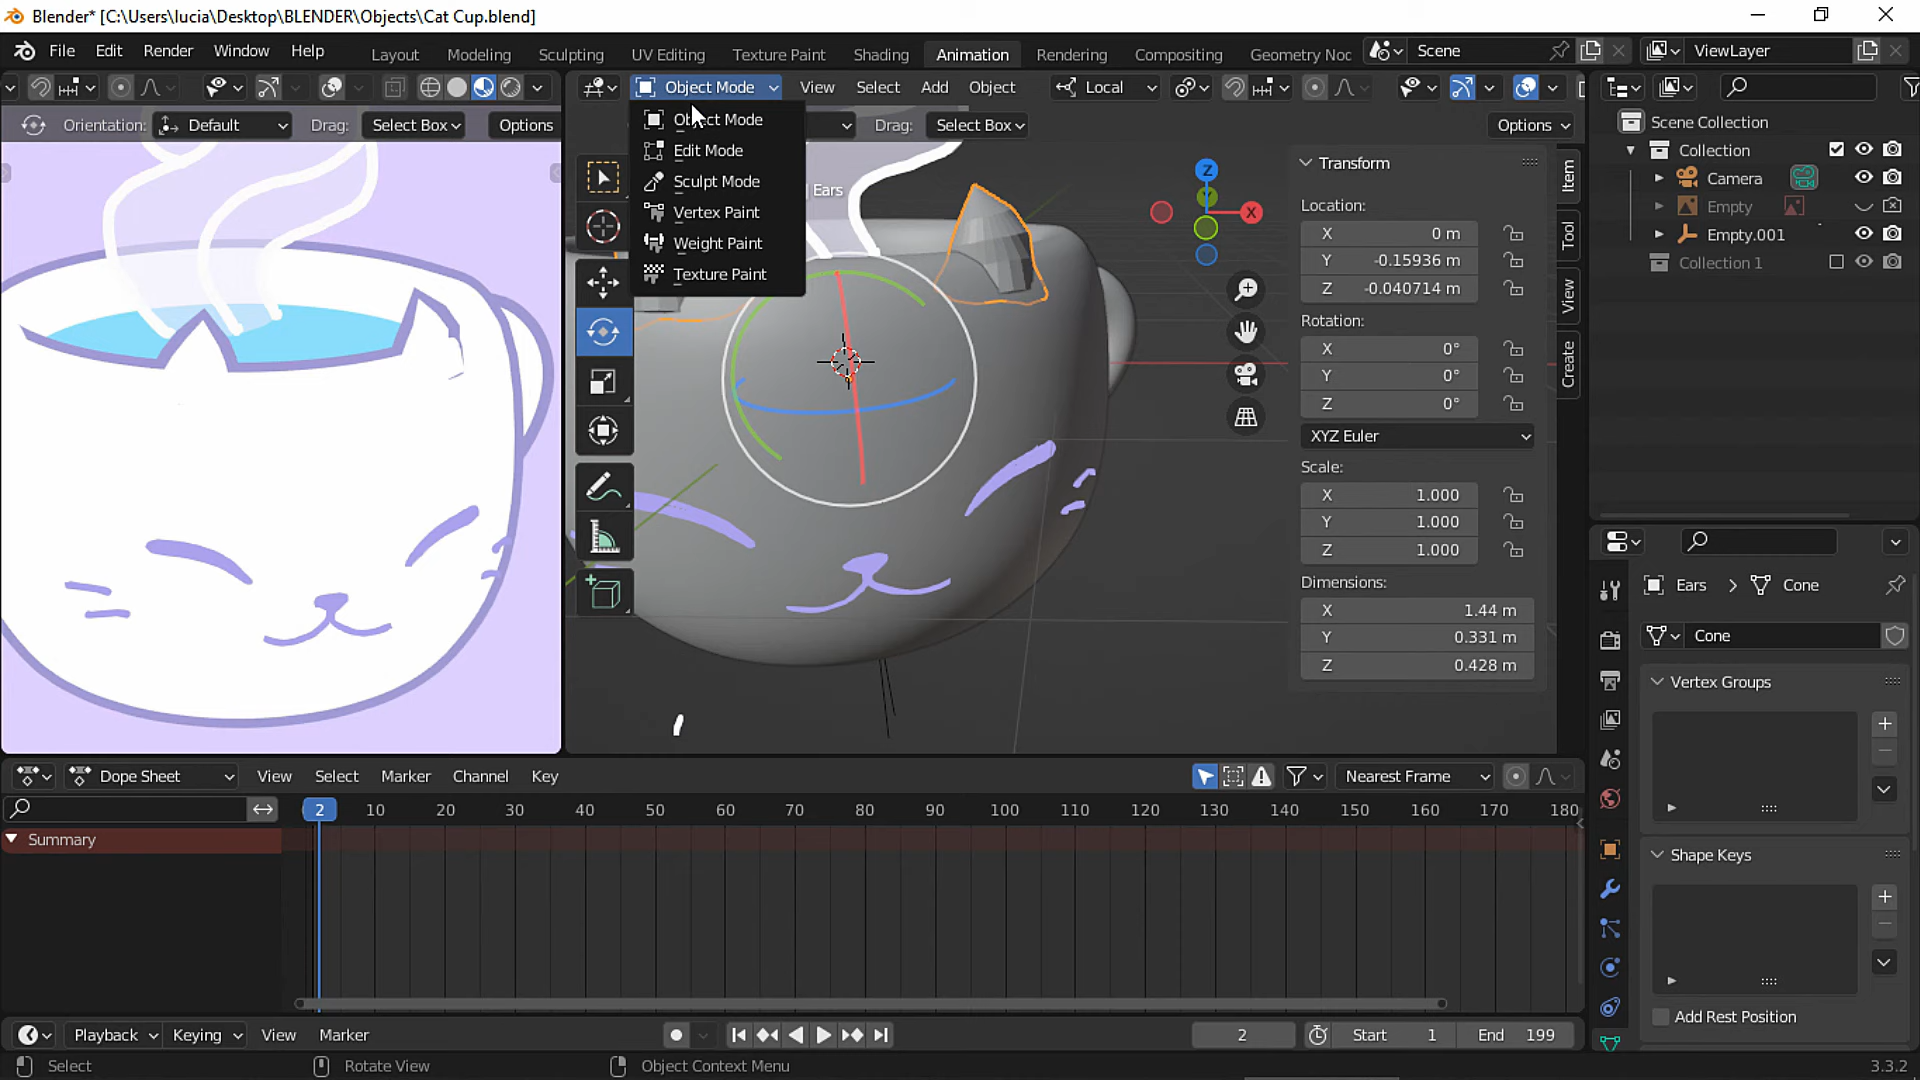 Blender* [C:\Users\lucia\Desktop\BLENDER\Objects\Cat Cup.blend]
File Edit Render Window Help Layout Modeling Sculpting UV Editing Texture Paint Shading Animation Rendering Compositing Geometry Noc Scene ViewLayer
Object Mode View Select Add Object Local
Orientation: Default Drag: Select Box Options Drag: Select Box Options
Object Mode
Edit Mode
Sculpt Mode
Vertex Paint
Weight Paint
Texture Paint
Ears
Z
X
Transform
Location:
X 0 m
Y -0.15936 m
Z -0.040714 m
Rotation:
X 0°
Y 0°
Z 0°
XYZ Euler
Scale:
X 1.000
Y 1.000
Z 1.000
Dimensions:
X 1.44 m
Y 0.331 m
Z 0.428 m
Item
Tool
View
Create
Scene Collection
Collection
Camera
Empty
Empty.001
Collection 1
Ears Cone
Cone
Vertex Groups
Shape Keys
Add Rest Position
Dope Sheet View Select Marker Channel Key Nearest Frame
2 10 20 30 40 50 60 70 80 90 100 110 120 130 140 150 160 170 180
Summary
Playback Keying View Marker 2 Start 1 End 199
Select Rotate View Object Context Menu 3.3.2